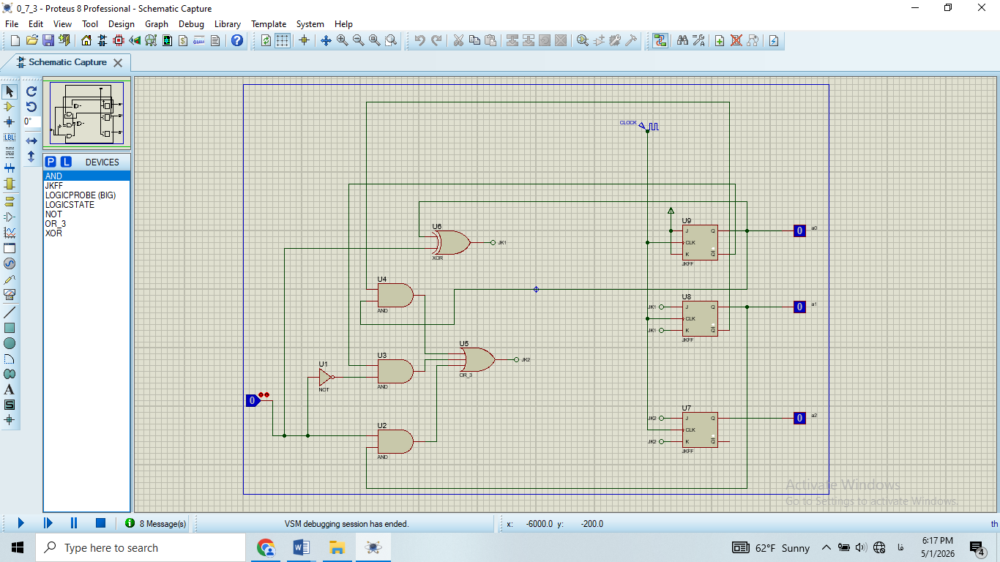 0_7_3 - Proteus 8 Professional - Schematic Capture
File Edit View Tool Design Graph Debug Library Template System Help
Schematic Capture
0°
LBL
P L DEVICES
AND
JKFF
LOGICPROBE (BIG)
LOGICSTATE
NOT
OR_3
XOR
CLOCK
U9
J Q
CLK
K Q
JKFF
0 a0
U6
JK1
XOR
U4
AND
U8
JK1 J Q
CLK
JK1 K Q
JKFF
0 a1
U5
JK2
OR_3
U3
AND
U1
NOT
0
U2
AND
U7
JK2 J Q
CLK
JK2 K Q
JKFF
0 a2
Activate Windows
Go to Settings to activate Windows.
8 Message(s) VSM debugging session has ended. x: -6000.0 y: -200.0 th
Type here to search
62°F Sunny
فا
6:17 PM
5/1/2026
4